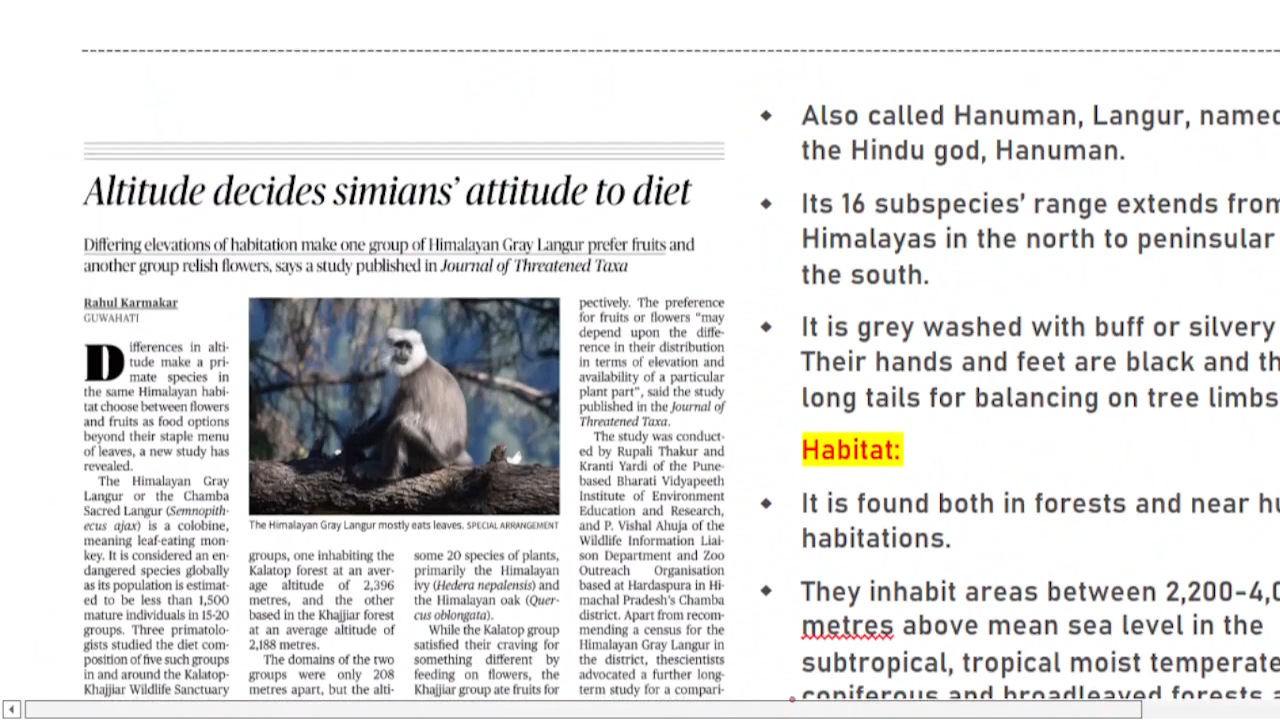 Altitude decides simians' attitude to diet
Differing elevations of habitation make one group of Himalayan Gray Langur prefer fruits and
another group relish flowers, says a study published in Journal of Threatened Taxa
Rahul Karmakar
GUWAHATI
Differences in alti-
tude make a pri-
mate species in
the same Himalayan habi-
tat choose between flowers
and fruits as food options
beyond their staple menu
of leaves, a new study has
revealed.
The Himalayan Gray
Langur or the Chamba
Sacred Langur (Semnopith-
ecus ajax) is a colobine,
meaning leaf-eating mon-
key. It is considered an en-
dangered species globally
as its population is estimat-
ed to be less than 1,500
mature individuals in 15-20
groups. Three primatolo-
gists studied the diet com-
position of five such groups
in and around the Kalatop-
Khajjiar Wildlife Sanctuary
The Himalayan Gray Langur mostly eats leaves. SPECIAL ARRANGEMENT
groups, one inhabiting the
Kalatop forest at an aver-
age altitude of 2,396
metres, and the other
based in the Khajjiar forest
at an average altitude of
2,188 metres.
The domains of the two
groups were only 208
metres apart, but the alti-
some 20 species of plants,
primarily the Himalayan
ivy (Hedera nepalensis) and
the Himalayan oak (Quer-
cus oblongata).
While the Kalatop group
satisfied their craving for
something different by
feeding on flowers, the
Khajjiar group ate fruits for
pectively. The preference
for fruits or flowers "may
depend upon the diffe-
rence in their distribution
in terms of elevation and
availability of a particular
plant part", said the study
published in the Journal of
Threatened Taxa.
The study was conduct-
ed by Rupali Thakur and
Kranti Yardi of the Pune-
based Bharati Vidyapeeth
Institute of Environment
Education and Research,
and P. Vishal Ahuja of the
Wildlife Information Liai-
son Department and Zoo
Outreach Organisation
based at Hardaspura in Hi-
machal Pradesh's Chamba
district. Apart from recom-
mending a census for the
Himalayan Gray Langur in
the district, thescientists
advocated a further long-
term study for a compari-
◆ Also called Hanuman, Langur, named
the Hindu god, Hanuman.
◆ Its 16 subspecies' range extends from
Himalayas in the north to peninsular
the south.
◆ It is grey washed with buff or silvery
Their hands and feet are black and th
long tails for balancing on tree limbs
Habitat:
◆ It is found both in forests and near hu
habitations.
◆ They inhabit areas between 2,200-4,0
metres above mean sea level in the
subtropical, tropical moist temperate
coniferous and broadleaved forests a